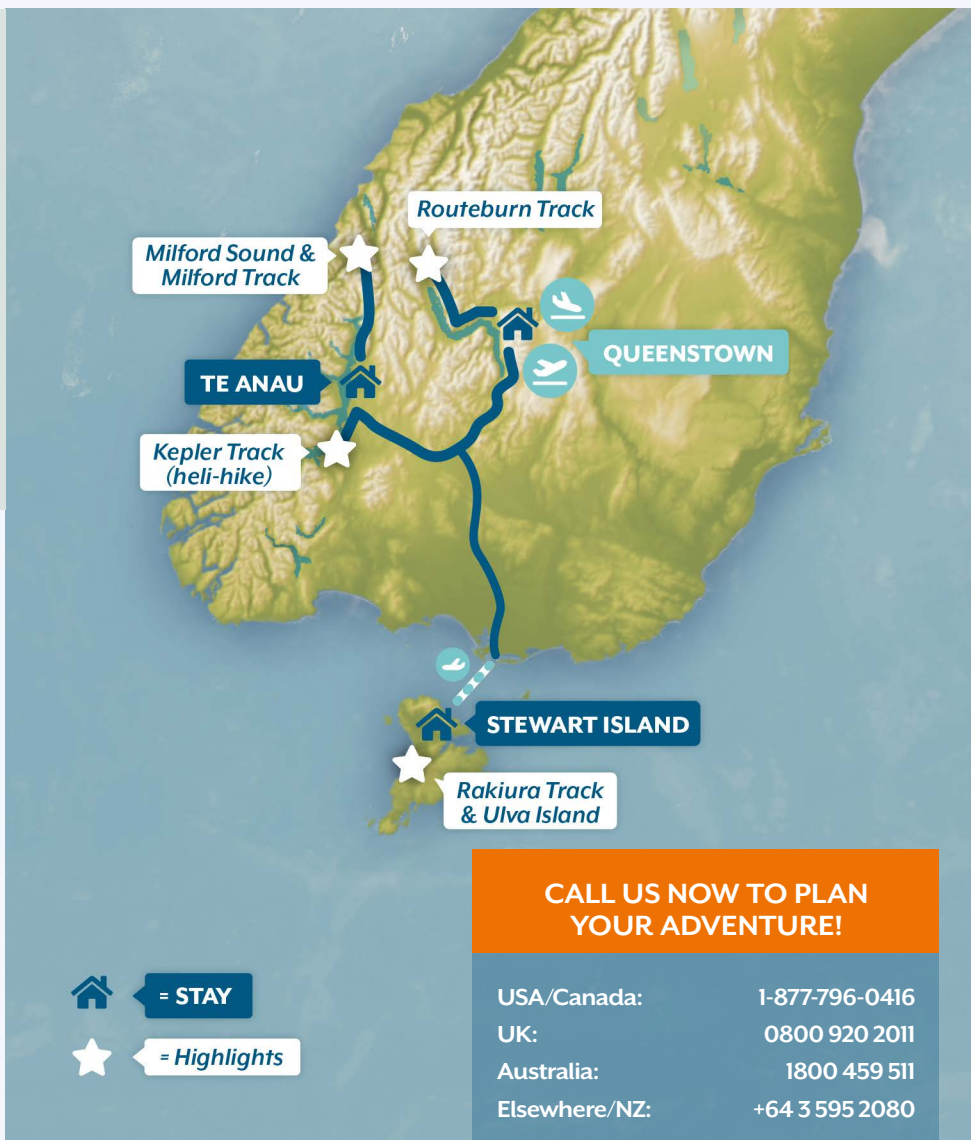 Routeburn Track
Milford Sound &
Milford Track
QUEENSTOWN
TE ANAU
Kepler Track
(heli-hike)
STEWART ISLAND
Rakiura Track
& Ulva Island
CALL US NOW TO PLAN
YOUR ADVENTURE!
= STAY
= Highlights
USA/Canada: 1-877-796-0416
UK: 0800 920 2011
Australia: 1800 459 511
Elsewhere/NZ: +64 3 595 2080